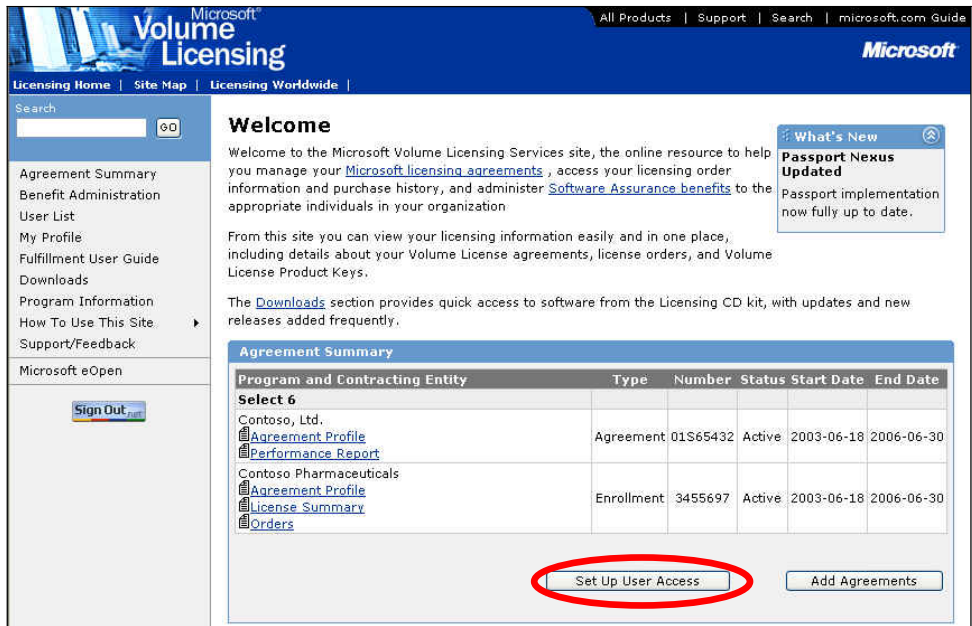 All Products | Support | Search | microsoft.com Guide
Microsoft®
Volume
Licensing
Microsoft
Licensing Home | Site Map | Licensing Worldwide |
Search
GO
Agreement Summary
Benefit Administration
User List
My Profile
Fulfillment User Guide
Downloads
Program Information
How To Use This Site
Support/Feedback
Microsoft eOpen
Sign Out .net
Welcome
Welcome to the Microsoft Volume Licensing Services site, the online resource to help
you manage your Microsoft licensing agreements , access your licensing order
information and purchase history, and administer Software Assurance benefits to the
appropriate individuals in your organization
From this site you can view your licensing information easily and in one place,
including details about your Volume License agreements, license orders, and Volume
License Product Keys.
The Downloads section provides quick access to software from the Licensing CD kit, with updates and new
releases added frequently.
What's New
Passport Nexus
Updated
Passport implementation
now fully up to date.
Agreement Summary
Program and Contracting Entity Type Number Status Start Date End Date
Select 6
Contoso, Ltd.
Agreement Profile
Performance Report
Agreement 01S65432 Active 2003-06-18 2006-06-30
Contoso Pharmaceuticals
Agreement Profile
License Summary
Orders
Enrollment 3455697 Active 2003-06-18 2006-06-30
Set Up User Access
Add Agreements